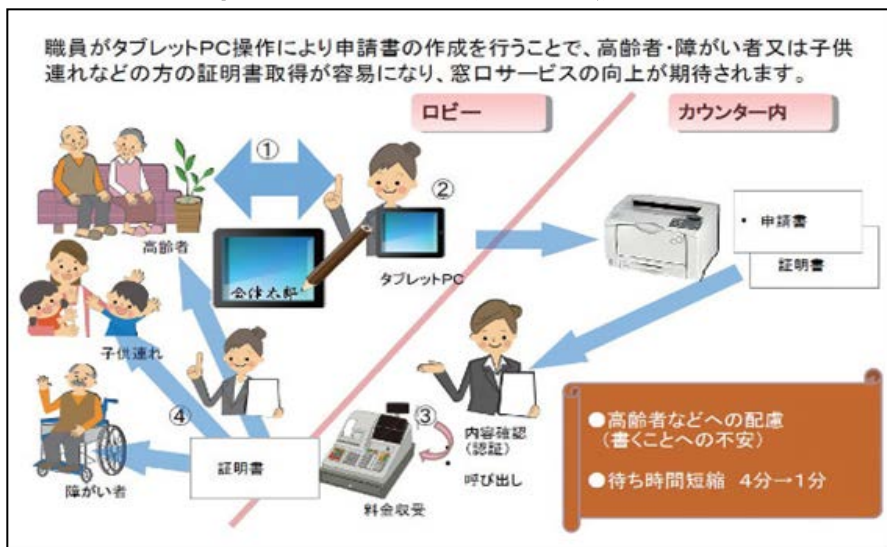 職員がタブレットPC操作により申請書の作成を行うことで、高齢者・障がい者又は子供
連れなどの方の証明書取得が容易になり、窓口サービスの向上が期待されます。
ロビー
カウンター内
①
②
高齢者
会津太郎
タブレットPC
・ 申請書
証明書
子供連れ
④
障がい者
証明書
③
料金収受
内容確認
(認証)
・
呼び出し
●高齢者などへの配慮
(書くことへの不安)
●待ち時間短縮 4分→1分